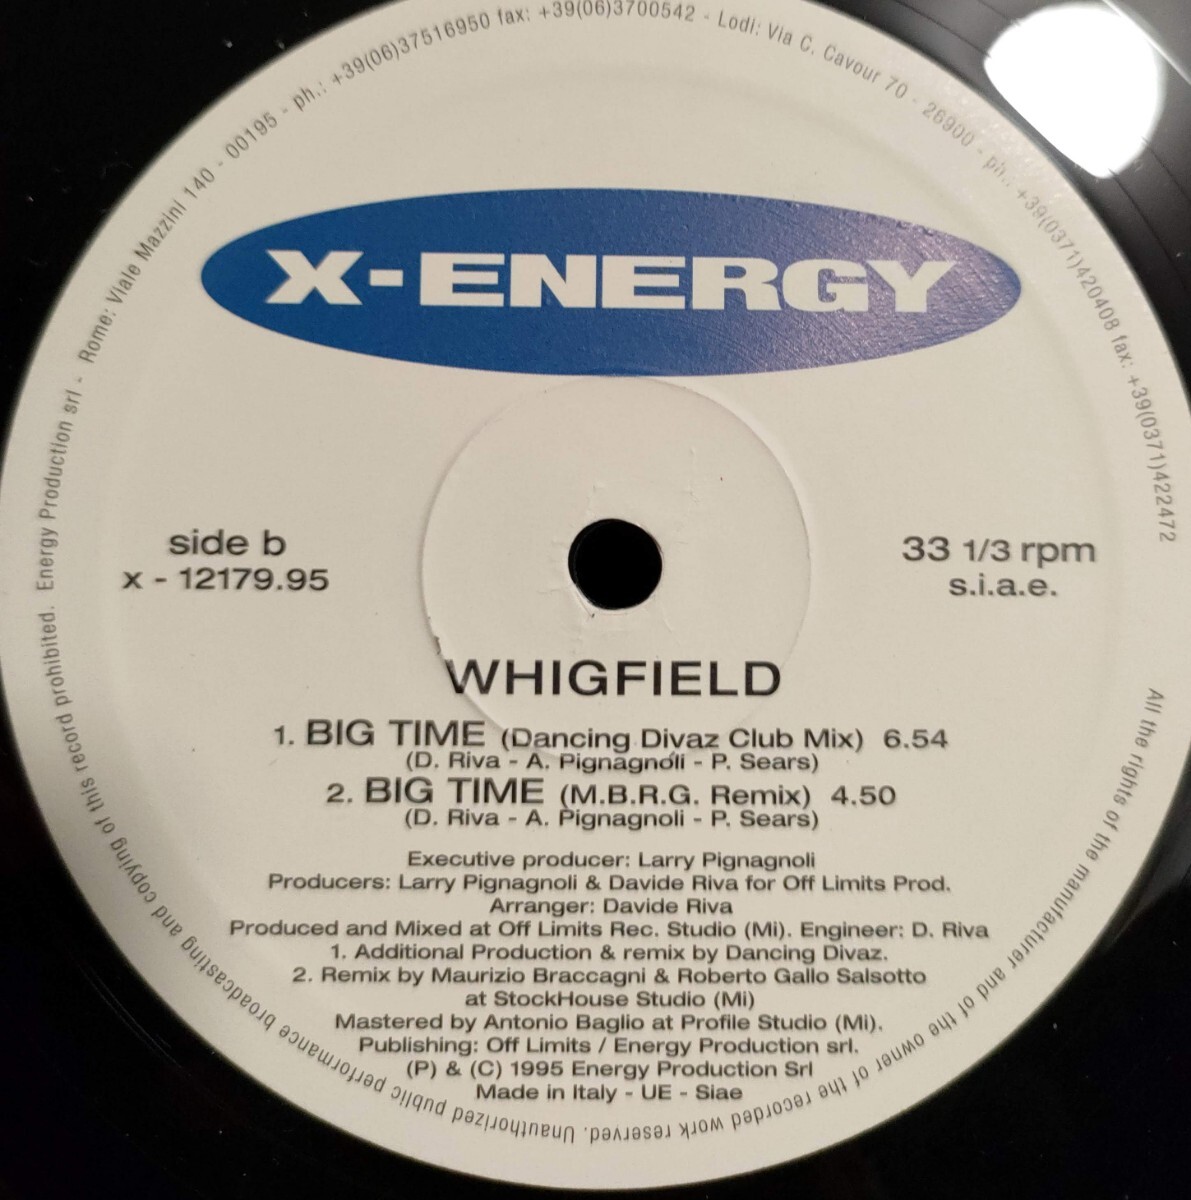 Energy Production srl - Rome: Viale Mazzini 140 - 00195 - ph.: +39(06)37516950 fax: +39(06)3700542 - Lodi: Via C. Cavour 70 - 26900 - ph.: +39(0371)420408 fax: +39(0371)422472
X-ENERGY
side b
x - 12179.95
33 1/3 rpm
s.i.a.e.
WHIGFIELD
1. BIG TIME (Dancing Divaz Club Mix) 6.54
(D. Riva - A. Pignagnoli - P. Sears)
2. BIG TIME (M.B.R.G. Remix) 4.50
(D. Riva - A. Pignagnoli - P. Sears)
Executive producer: Larry Pignagnoli
Producers: Larry Pignagnoli & Davide Riva for Off Limits Prod.
Arranger: Davide Riva
Produced and Mixed at Off Limits Rec. Studio (Mi). Engineer: D. Riva
1. Additional Production & remix by Dancing Divaz.
2. Remix by Maurizio Braccagni & Roberto Gallo Salsotto
at StockHouse Studio (Mi)
Mastered by Antonio Baglio at Profile Studio (Mi).
Publishing: Off Limits / Energy Production srl.
(P) & (C) 1995 Energy Production Srl
Made in Italy - UE - Siae
All the rights of the manufacturer and of the owner of the recorded work reserved. Unauthorized public performance broadcasting and copying of this record prohibited.